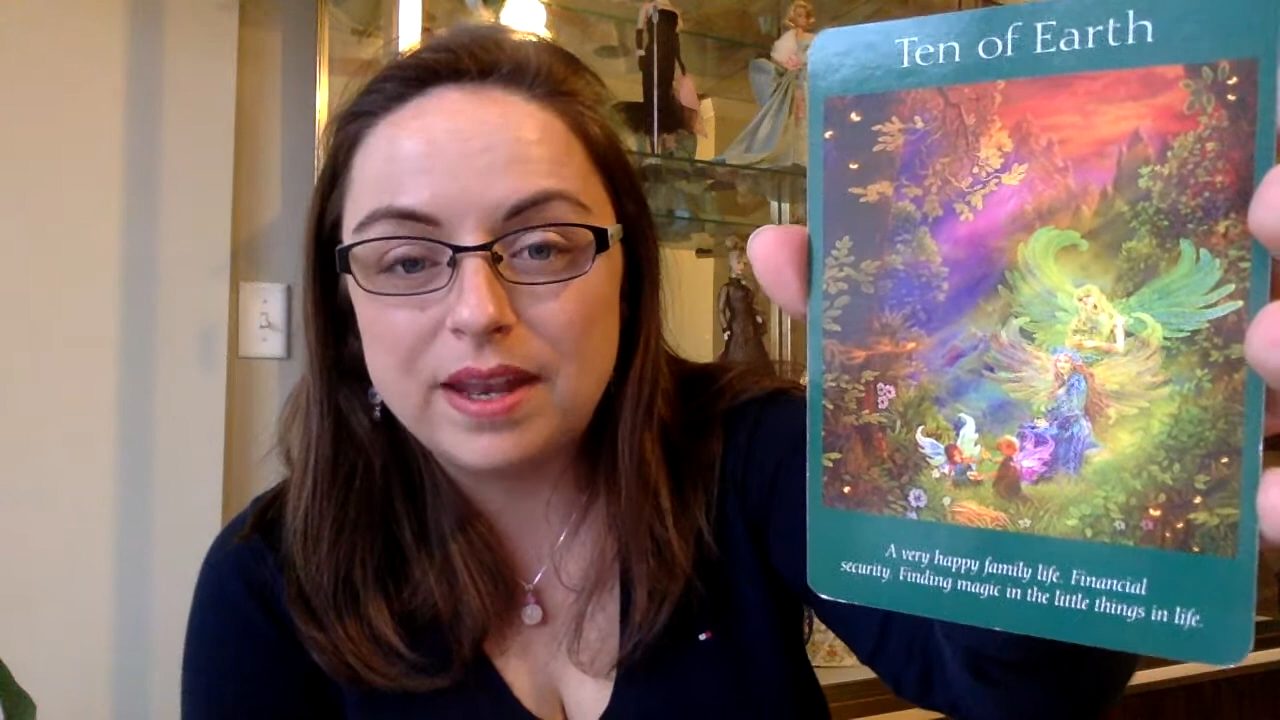 Ten of Earth
A very happy family life. Financial
security. Finding magic in the little things in life.